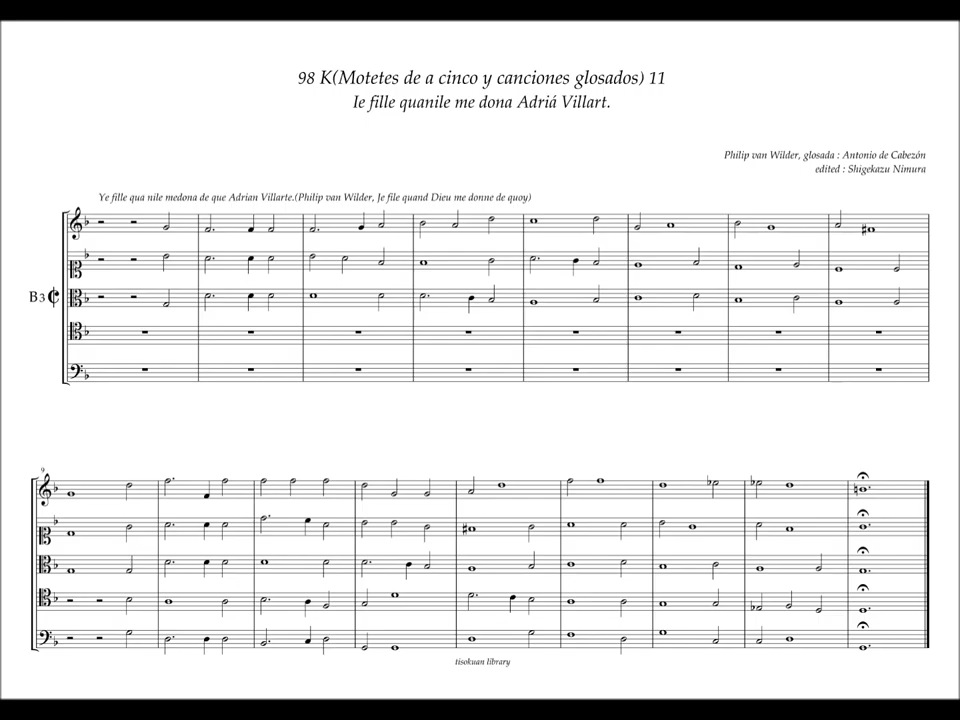 98 K(Motetes de a cinco y canciones glosados) 11
Ie fille quanile me dona Adriá Villart.
Philip van Wilder, glosada : Antonio de Cabezón
edited : Shigekazu Nimura
Ye fille qua nile medona de que Adrian Villarte.(Philip van Wilder, Je file quand Dieu me donne de quoy)
B3
9
tisokuan library